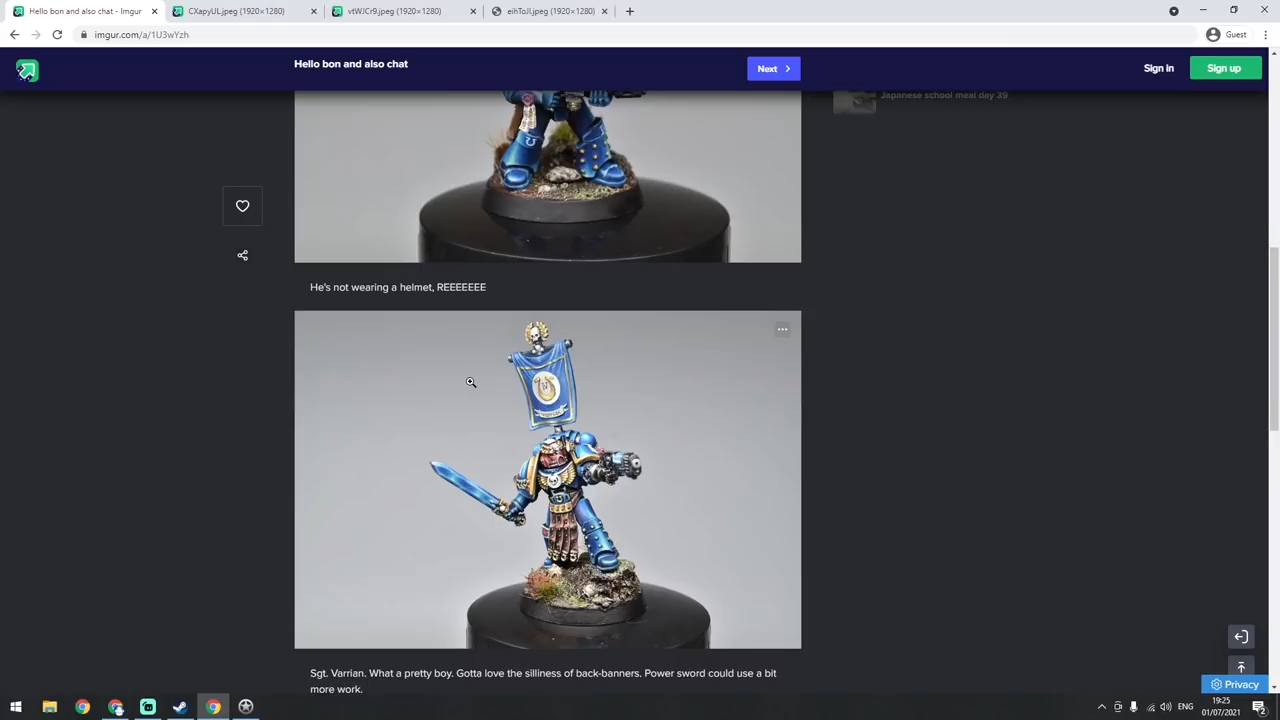 Hello bon and also chat - Imgur
CXapyUL.jpeg (1920×1280)
vtWJCr9.jpeg (1920×1280)
eihToJl.jpeg (1920×1280)
imgur.com/a/1U3wYzh
Guest
Hello bon and also chat
Next
Sign in
Sign up
Japanese school meal day 39
He's not wearing a helmet, REEEEEEE
Sgt. Varrian. What a pretty boy. Gotta love the silliness of back-banners. Power sword could use a bit
more work.
Privacy
ENG
19:25
01/07/2021